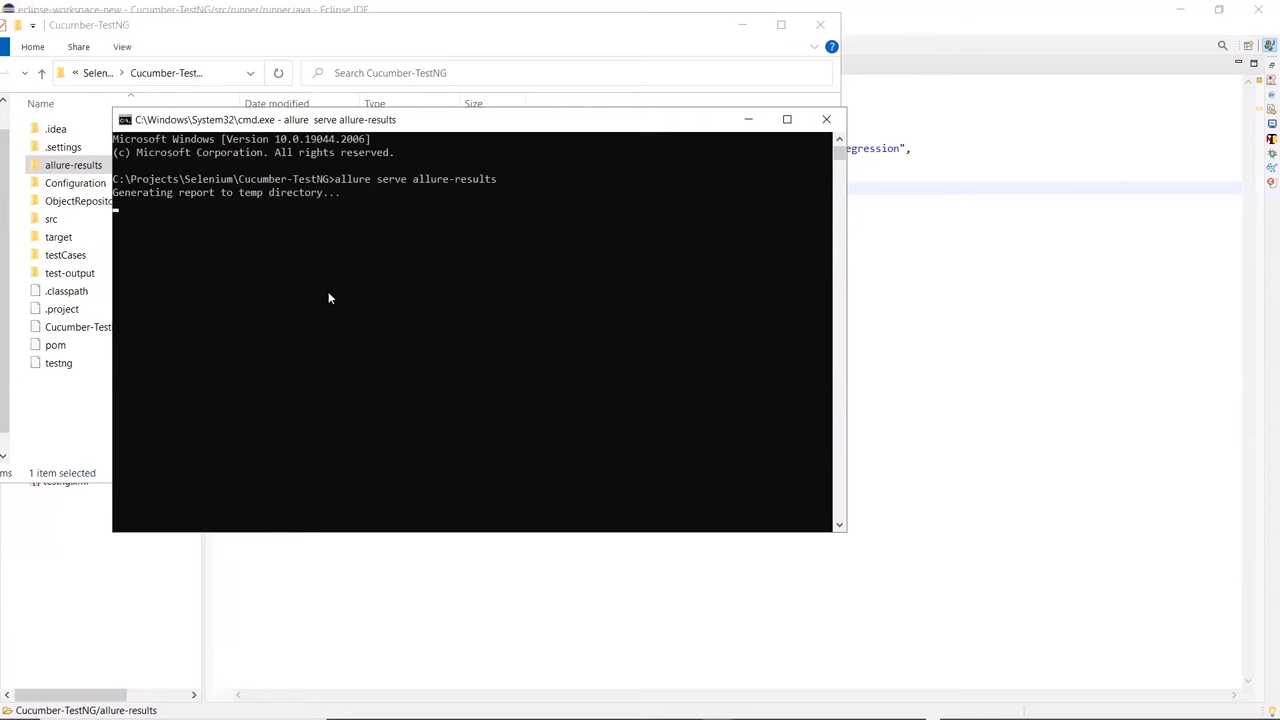 eclipse-workspace-new - Cucumber-TestNG/src/runner/runner.java - Eclipse IDE
Cucumber-TestNG
Home Share View
« Selen... > Cucumber-Test... Search Cucumber-TestNG
Name Date modified Type Size
C:\Windows\System32\cmd.exe - allure serve allure-results
Microsoft Windows [Version 10.0.19044.2006]
(c) Microsoft Corporation. All rights reserved.
C:\Projects\Selenium\Cucumber-TestNG>allure serve allure-results
Generating report to temp directory...
egression",
.idea
.settings
allure-results
Configuration
ObjectReposito
src
target
testCases
test-output
.classpath
.project
Cucumber-Test
pom
testng
ms 1 item selected
Cucumber-TestNG/allure-results